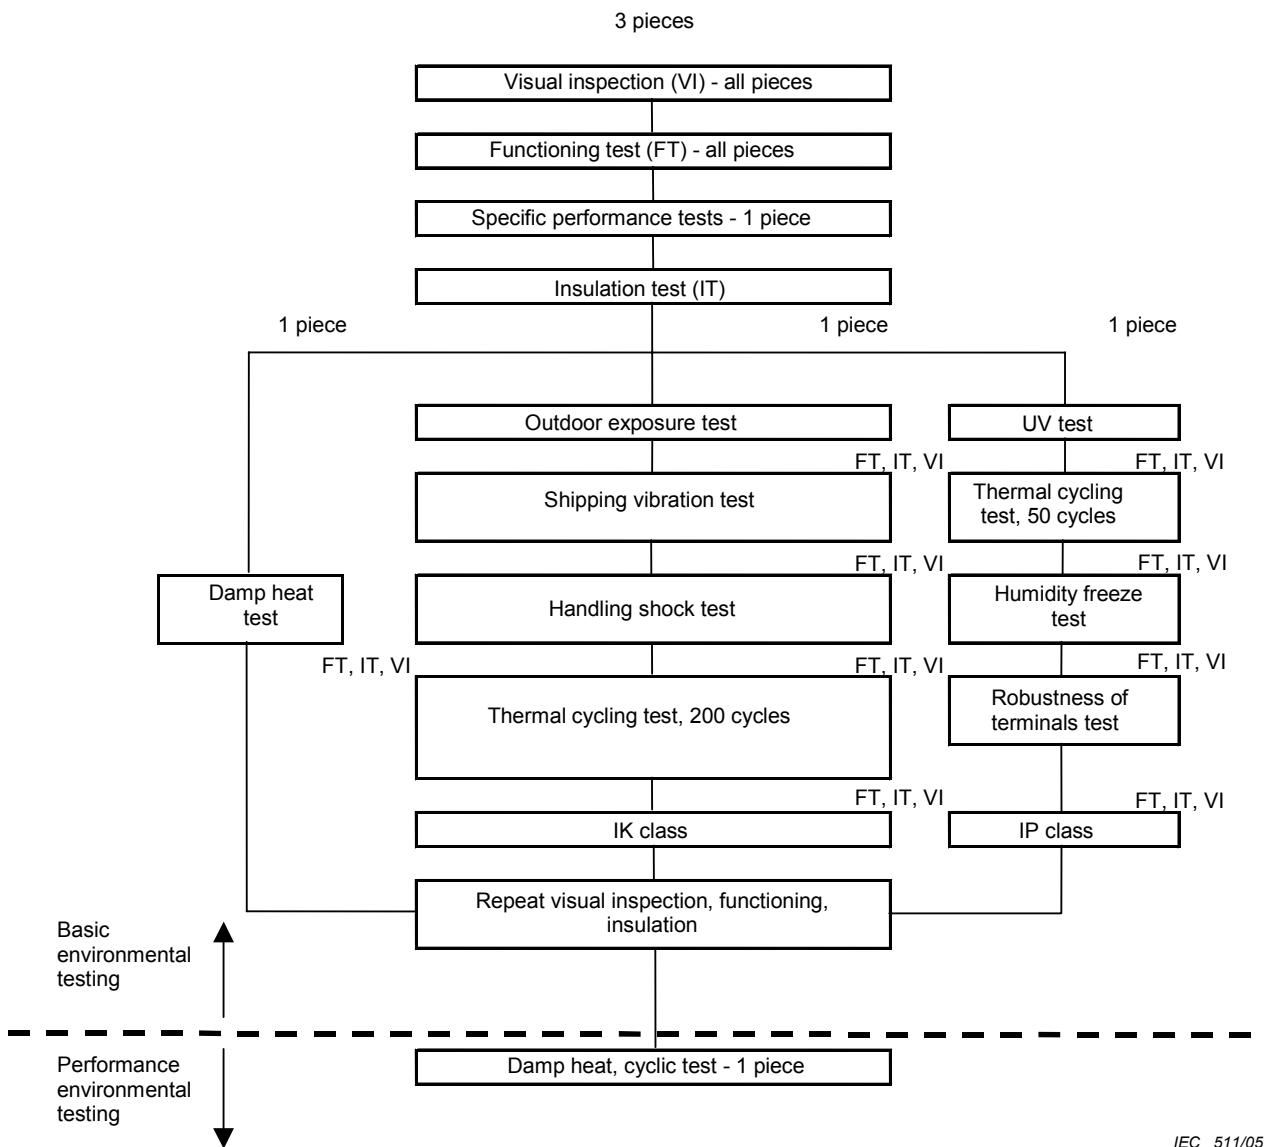 3 pieces
Visual inspection (VI) - all pieces
Functioning test (FT) - all pieces
Specific performance tests - 1 piece
Insulation test (IT)
1 piece
1 piece
1 piece
Outdoor exposure test
UV test
FT, IT, VI
FT, IT, VI
Shipping vibration test
Thermal cycling
test, 50 cycles
FT, IT, VI
FT, IT, VI
Damp heat
test
Handling shock test
Humidity freeze
test
FT, IT, VI
FT, IT, VI
FT, IT, VI
Thermal cycling test, 200 cycles
Robustness of
terminals test
FT, IT, VI
FT, IT, VI
IK class
IP class
Repeat visual inspection, functioning,
insulation
Basic
environmental
testing
Performance
environmental
testing
Damp heat, cyclic test - 1 piece
IEC 511/05